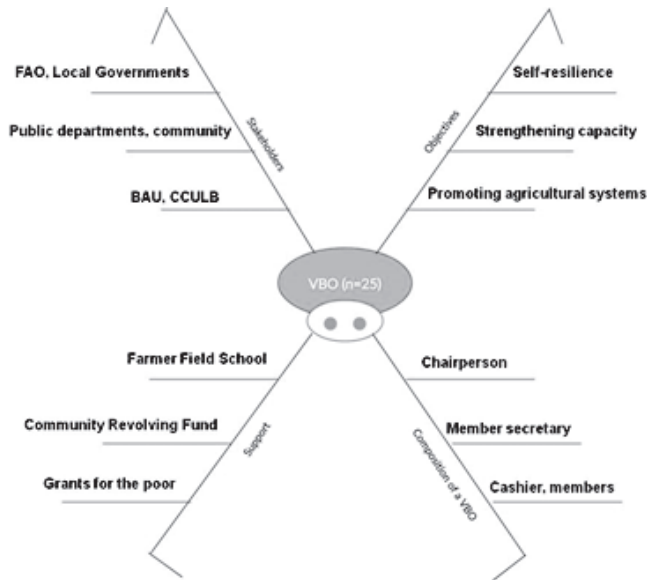 FAO, Local Governments
Public departments, community
BAU, CCULB
Stakeholders
Self-resilience
Strengthening capacity
Promoting agricultural systems
Objectives
VBO (n=25)
Farmer Field School
Community Revolving Fund
Grants for the poor
Support
Chairperson
Member secretary
Cashier, members
Composition of a VBO